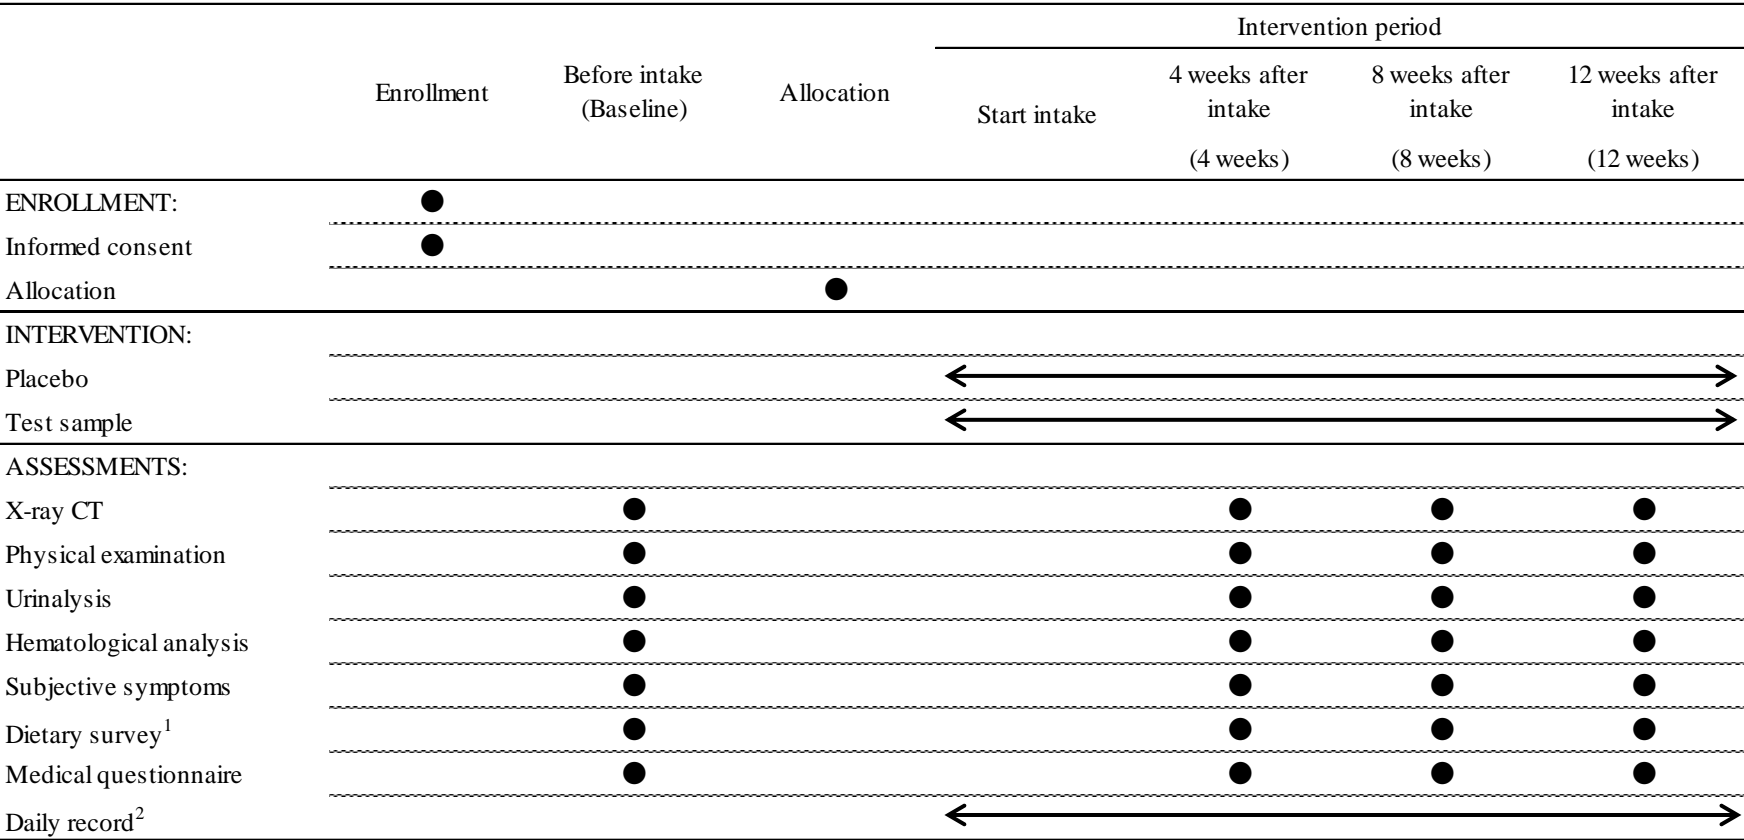 Intervention period
Enrollment
Before intake
(Baseline)
Allocation
Start intake
4 weeks after
intake
(4 weeks)
8 weeks after
intake
(8 weeks)
12 weeks after
intake
(12 weeks)
ENROLLMENT:
Informed consent
Allocation
INTERVENTION:
Placebo
Test sample
ASSESSMENTS:
X-ray CT
Physical examination
Urinalysis
Hematological analysis
Subjective symptoms
Dietary survey1
Medical questionnaire
Daily record2